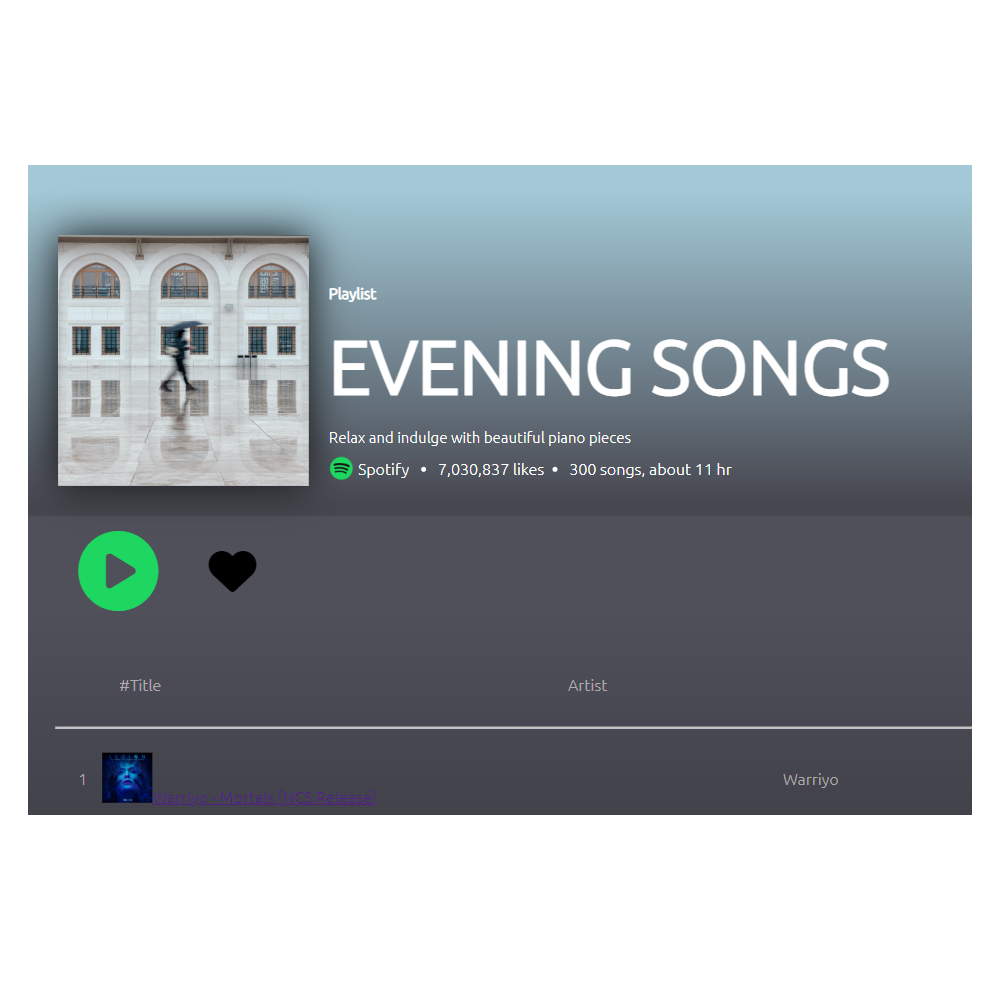 Playlist
EVENING SONGS
Relax and indulge with beautiful piano pieces
Spotify • 7,030,837 likes • 300 songs, about 11 hr
#Title Artist
1 Warriyo - Mortals [NCS Release] Warriyo